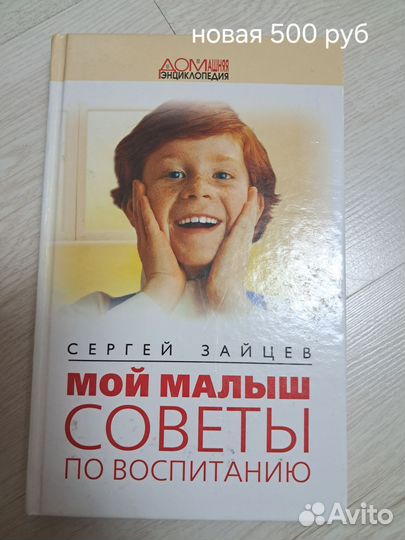 новая 500 руб
ДОМашняя
ЭНЦИКЛОПЕДИЯ
СЕРГЕЙ ЗАЙЦЕВ
МОЙ МАЛЫШ
СОВЕТЫ
ПО ВОСПИТАНИЮ
Avito